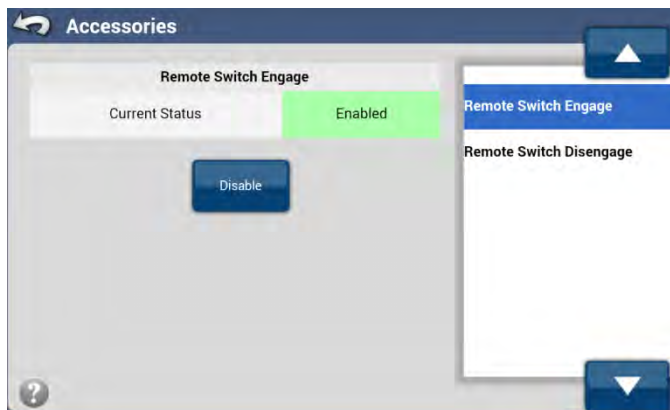 Accessories
Remote Switch Engage
Current Status Enabled
Disable
Remote Switch Engage
Remote Switch Disengage
?